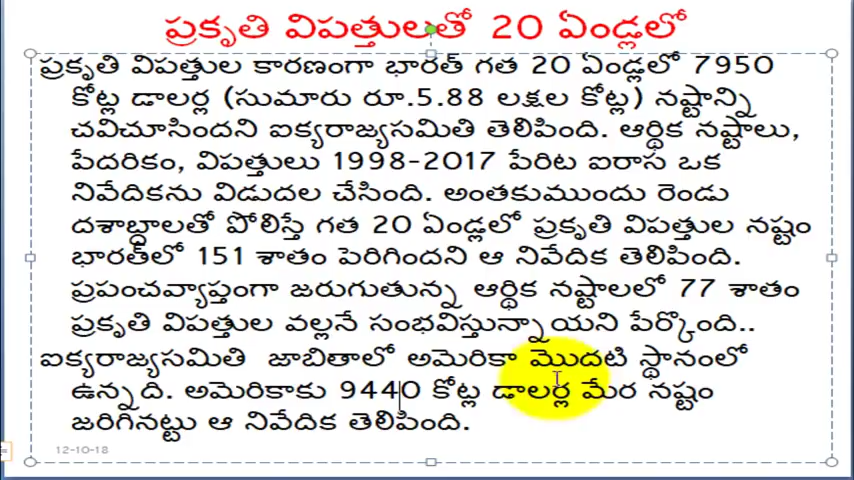 ప్రకృతి విపత్తులతో 20 ఏండ్లలో
ప్రకృతి విపత్తుల కారణంగా భారత్ గత 20 ఏండ్లలో 7950
కోట్ల డాలర్ల (సుమారు రూ.5.88 లక్షల కోట్ల) నష్టాన్ని
చవిచూసిందని ఐక్యరాజ్యసమితి తెలిపింది. ఆర్థిక నష్టాలు,
పేదరికం, విపత్తులు 1998-2017 పేరిట ఐరాస ఒక
నివేదికను విడుదల చేసింది. అంతకుముందు రెండు
దశాబ్దాలతో పోలిస్తే గత 20 ఏండ్లలో ప్రకృతి విపత్తుల నష్టం
భారత్‌లో 151 శాతం పెరిగిందని ఆ నివేదిక తెలిపింది.
ప్రపంచవ్యాప్తంగా జరుగుతున్న ఆర్థిక నష్టాలలో 77 శాతం
ప్రకృతి విపత్తుల వల్లనే సంభవిస్తున్నాయని పేర్కొంది..
ఐక్యరాజ్యసమితి జాబితాలో అమెరికా మొదటి స్థానంలో
ఉన్నది. అమెరికాకు 9440 కోట్ల డాలర్ల మేర నష్టం
జరిగినట్టు ఆ నివేదిక తెలిపింది.
12-10-18